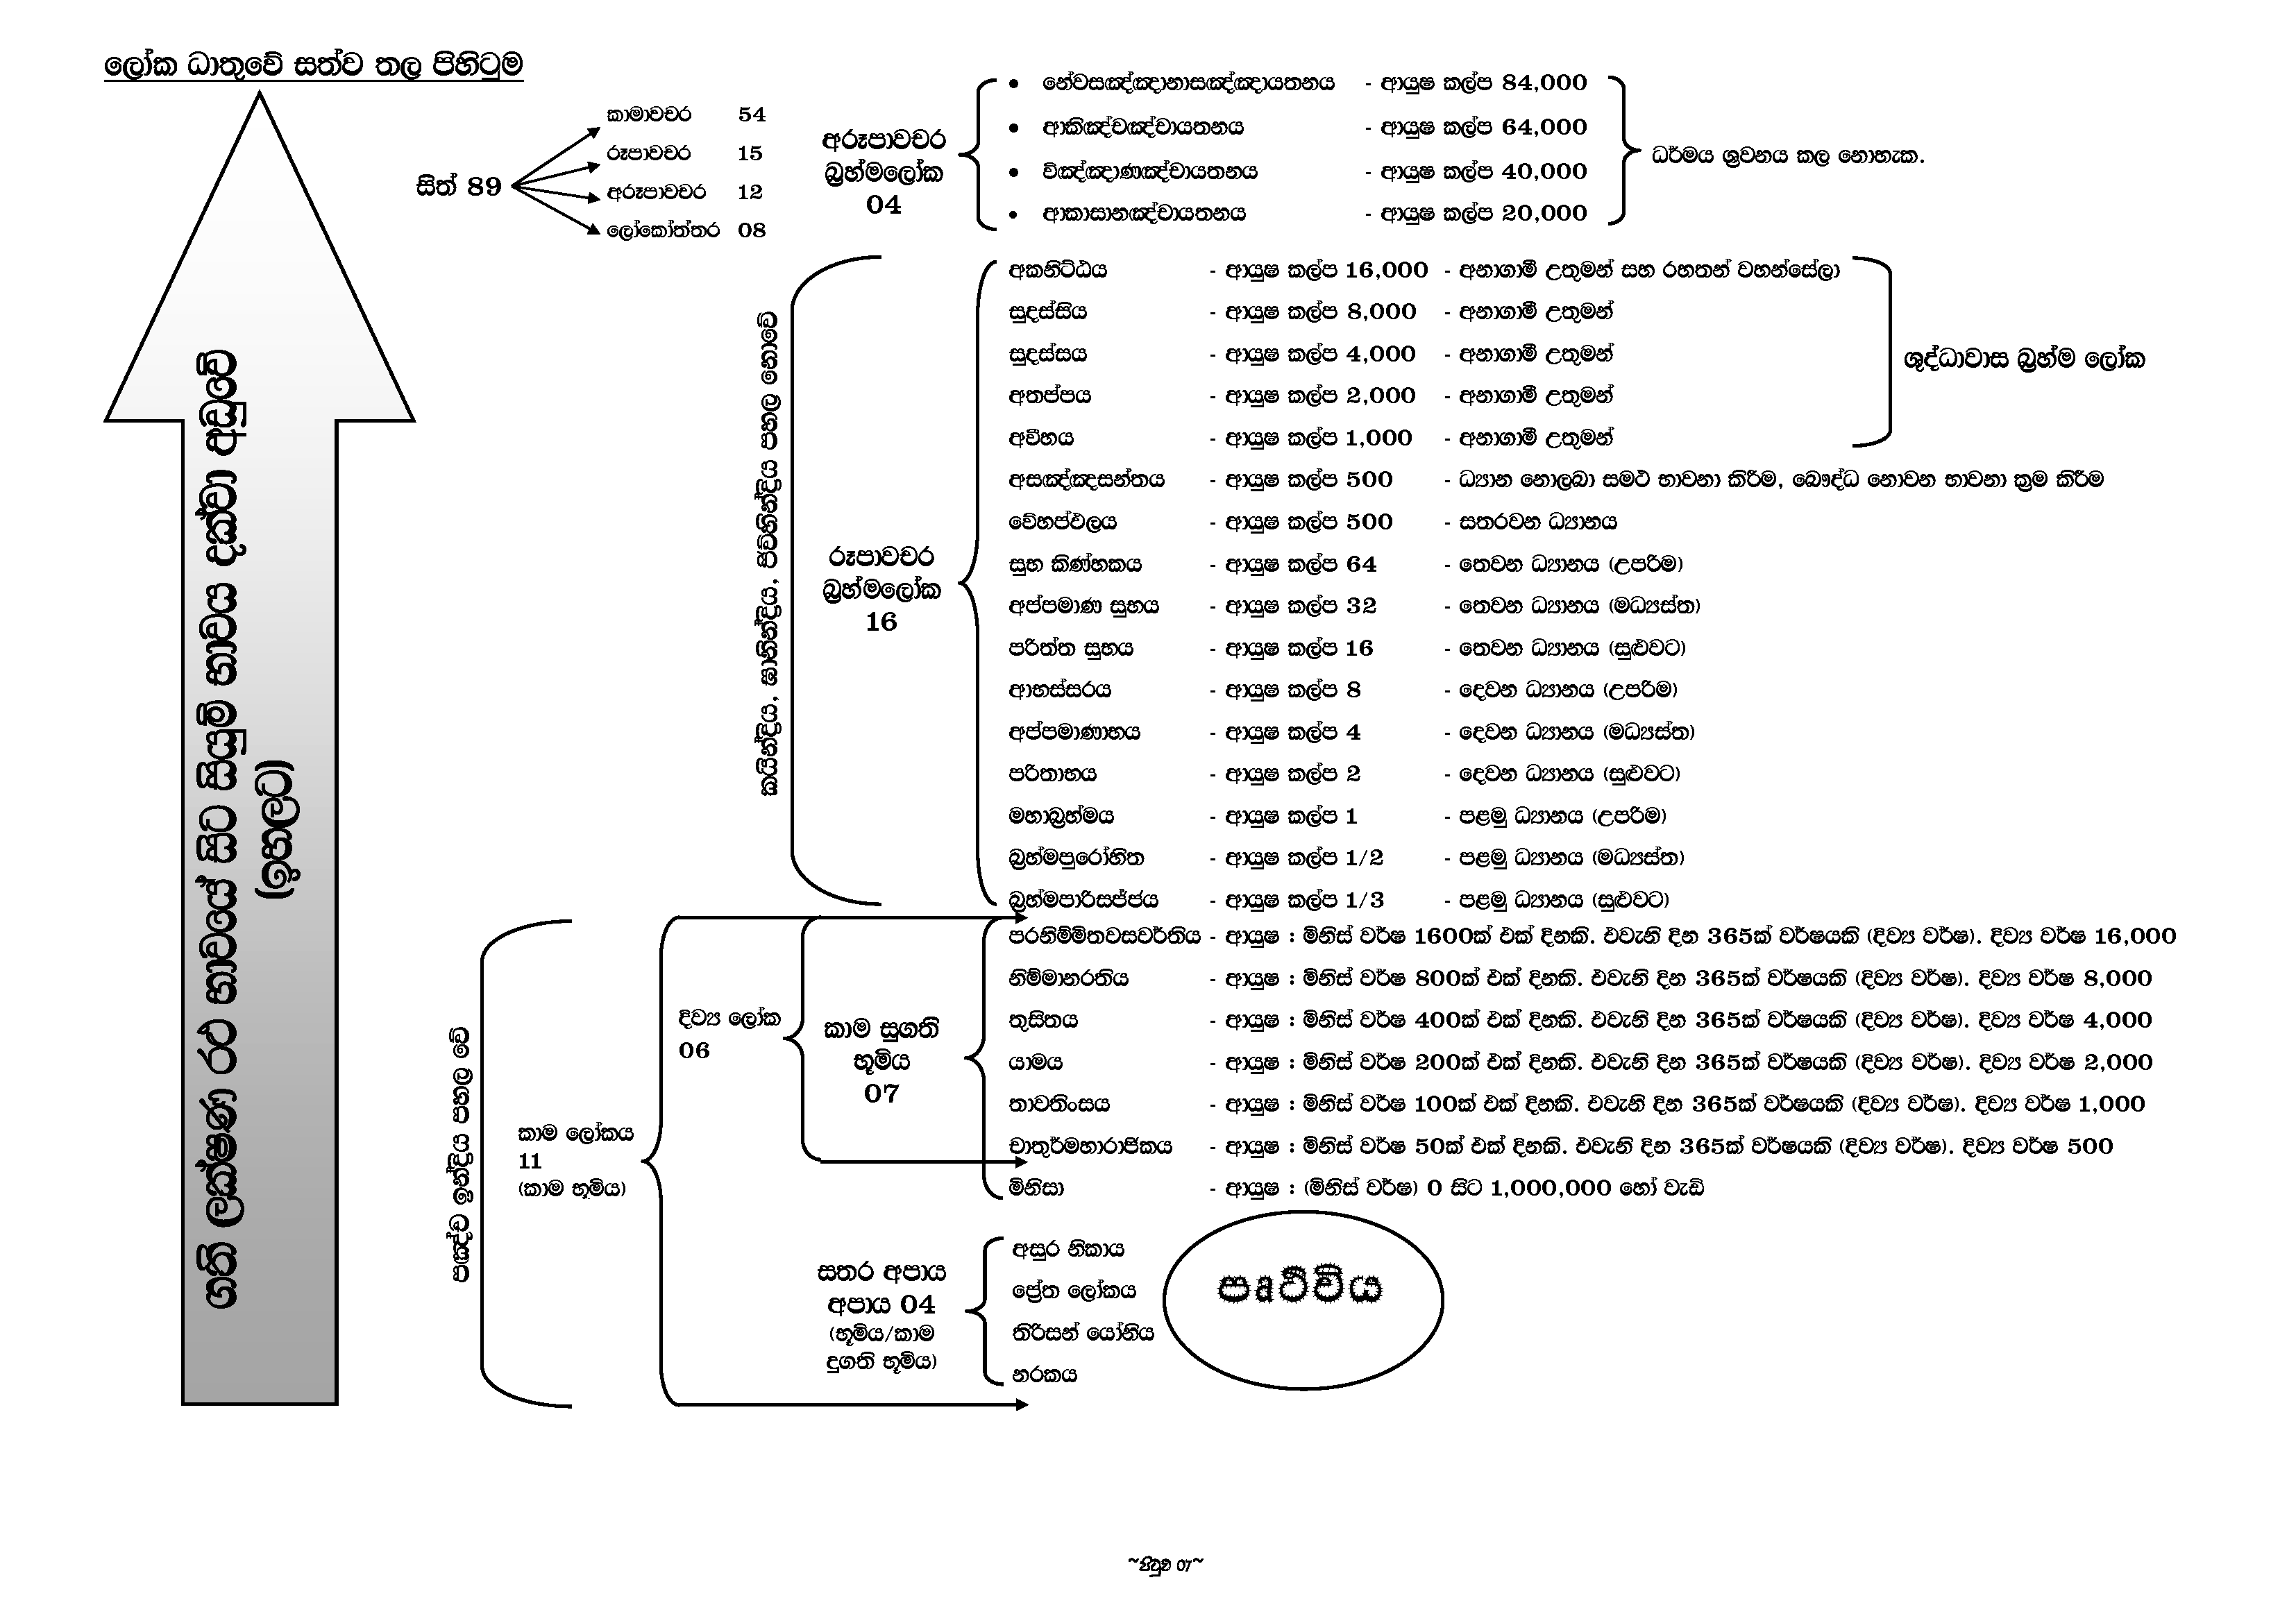 ලෝක ධාතුවේ සත්ව තල පිහිටුම
ගති ලක්ෂණ රළු භාවයේ සිට සියුම් භාවය දක්වා අඩුවේ
(ඉහලට)
සිත් 89
කාමාවචර 54
රූපාවචර 15
අරූපාවචර 12
ලෝකෝත්තර 08
අරූපාවචර
බ්‍රහ්මලෝක
04
• නේවසඤ්ඤානාසඤ්ඤායතනය - ආයුෂ කල්ප 84,000
• ආකිඤ්චඤ්චායතනය - ආයුෂ කල්ප 64,000
• විඤ්ඤාණඤ්චායතනය - ආයුෂ කල්ප 40,000
• ආකාසානඤ්චායතනය - ආයුෂ කල්ප 20,000
ධර්මය ශ්‍රවනය කල නොහැක.
කයින්ද්‍රිය, ඝානින්ද්‍රිය, ජිවහින්ද්‍රිය පහල නොවේ
රූපාවචර
බ්‍රහ්මලෝක
16
අකනිට්ඨය - ආයුෂ කල්ප 16,000 - අනාගාමී උතුමන් සහ රහතන් වහන්සේලා
සුදස්සිය - ආයුෂ කල්ප 8,000 - අනාගාමී උතුමන්
සුදස්සය - ආයුෂ කල්ප 4,000 - අනාගාමී උතුමන්
අතප්පය - ආයුෂ කල්ප 2,000 - අනාගාමී උතුමන්
අවිහය - ආයුෂ කල්ප 1,000 - අනාගාමී උතුමන්
ශුද්ධාවාස බ්‍රහ්ම ලෝක
අසඤ්ඤසන්තය - ආයුෂ කල්ප 500 - ධ්‍යාන නොලබා සමථ භාවනා කිරීම, බෞද්ධ නොවන භාවනා ක්‍රම කිරීම
වේහප්ඵලය - ආයුෂ කල්ප 500 - සතරවන ධ්‍යානය
සුභ කිණ්හකය - ආයුෂ කල්ප 64 - තෙවන ධ්‍යානය (උපරිම)
අප්පමාණ සුභය - ආයුෂ කල්ප 32 - තෙවන ධ්‍යානය (මධ්‍යස්ත)
පරිත්ත සුභය - ආයුෂ කල්ප 16 - තෙවන ධ්‍යානය (සුළුවට)
ආභස්සරය - ආයුෂ කල්ප 8 - දෙවන ධ්‍යානය (උපරිම)
අප්පමාණාභය - ආයුෂ කල්ප 4 - දෙවන ධ්‍යානය (මධ්‍යස්ත)
පරිතාභය - ආයුෂ කල්ප 2 - දෙවන ධ්‍යානය (සුළුවට)
මහාබ්‍රහ්මය - ආයුෂ කල්ප 1 - පළමු ධ්‍යානය (උපරිම)
බ්‍රහ්මපුරෝහිත - ආයුෂ කල්ප 1/2 - පළමු ධ්‍යානය (මධ්‍යස්ත)
බ්‍රහ්මපාරිසජ්ජය - ආයුෂ කල්ප 1/3 - පළමු ධ්‍යානය (සුළුවට)
පඤ්ච ඉන්ද්‍රිය පහල වේ
කාම ලෝකය
11
(කාම භූමිය)
දිව්‍ය ලෝක
06
කාම සුගති
භූමිය
07
පරනිම්මිතවසවර්තිය - ආයුෂ : මිනිස් වර්ෂ 1600ක් එක් දිනකි. එවැනි දින 365ක් වර්ෂයකි (දිව්‍ය වර්ෂ). දිව්‍ය වර්ෂ 16,000
නිම්මානරතිය - ආයුෂ : මිනිස් වර්ෂ 800ක් එක් දිනකි. එවැනි දින 365ක් වර්ෂයකි (දිව්‍ය වර්ෂ). දිව්‍ය වර්ෂ 8,000
තුසිතය - ආයුෂ : මිනිස් වර්ෂ 400ක් එක් දිනකි. එවැනි දින 365ක් වර්ෂයකි (දිව්‍ය වර්ෂ). දිව්‍ය වර්ෂ 4,000
යාමය - ආයුෂ : මිනිස් වර්ෂ 200ක් එක් දිනකි. එවැනි දින 365ක් වර්ෂයකි (දිව්‍ය වර්ෂ). දිව්‍ය වර්ෂ 2,000
තාවතිංසය - ආයුෂ : මිනිස් වර්ෂ 100ක් එක් දිනකි. එවැනි දින 365ක් වර්ෂයකි (දිව්‍ය වර්ෂ). දිව්‍ය වර්ෂ 1,000
චාතුර්මහාරාජිකය - ආයුෂ : මිනිස් වර්ෂ 50ක් එක් දිනකි. එවැනි දින 365ක් වර්ෂයකි (දිව්‍ය වර්ෂ). දිව්‍ය වර්ෂ 500
මිනිසා - ආයුෂ : (මිනිස් වර්ෂ) 0 සිට 1,000,000 හෝ වැඩි
සතර අපාය
අපාය 04
(භූමිය/කාම
දුගති භූමිය)
අසුර නිකාය
ප්‍රේත ලෝකය
තිරිසන් යෝනිය
නරකය
පෘථිවිය
~පිටුව 07~